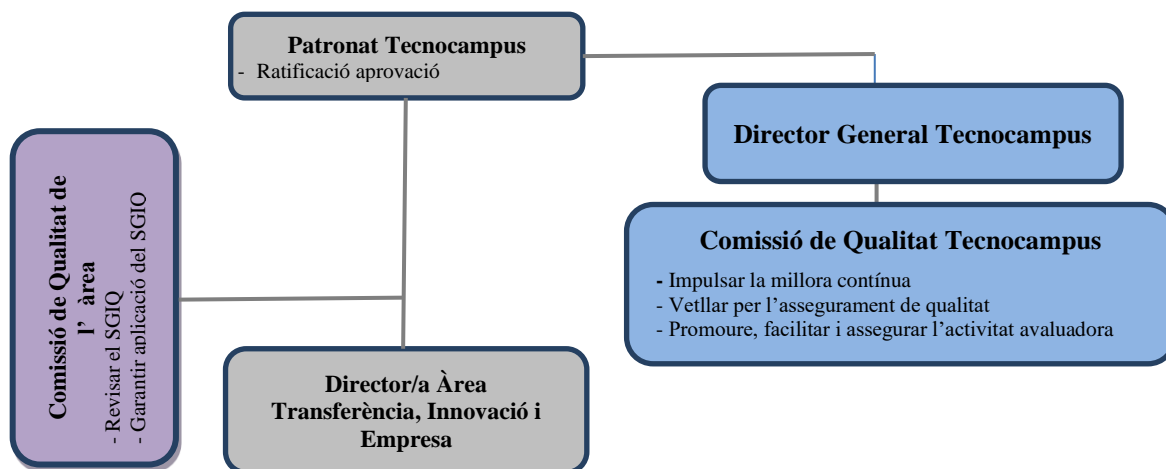 Patronat Tecnocampus
- Ratificació aprovació
Director General Tecnocampus
Comissió de Qualitat Tecnocampus
- Impulsar la millora contínua
- Vetllar per l’assegurament de qualitat
- Promoure, facilitar i assegurar l’activitat avaluadora
Comissió de Qualitat de
l’ àrea
- Revisar el SGIQ
- Garantir aplicació del SGIO
Director/a Àrea
Transferència, Innovació i
Empresa